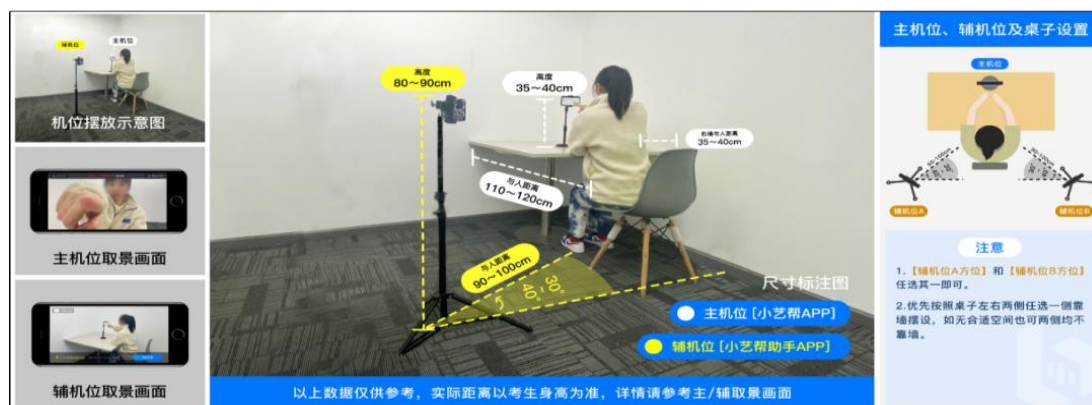 辅机位
主机位
机位摆放示意图
主机位取景画面
辅机位取景画面
高度
80～90cm
高度
35～40cm
右墙与人距离
35～40cm
与人距离
110～120cm
与人距离
90～100cm
30°
40°
尺寸标注图
主机位 [小艺帮APP]
辅机位 [小艺帮助手APP]
以上数据仅供参考，实际距离以考生身高为准，详情请参考主/辅取景画面
主机位、辅机位及桌子设置
主机位
90-100cm
90-100cm
辅机位A
辅机位B
注意
1.【辅机位A方位】和【辅机位B方位】
任选其一即可。
2.优先按照桌子左右两侧任选一侧靠
墙摆设，如无合适空间也可两侧均不
靠墙。